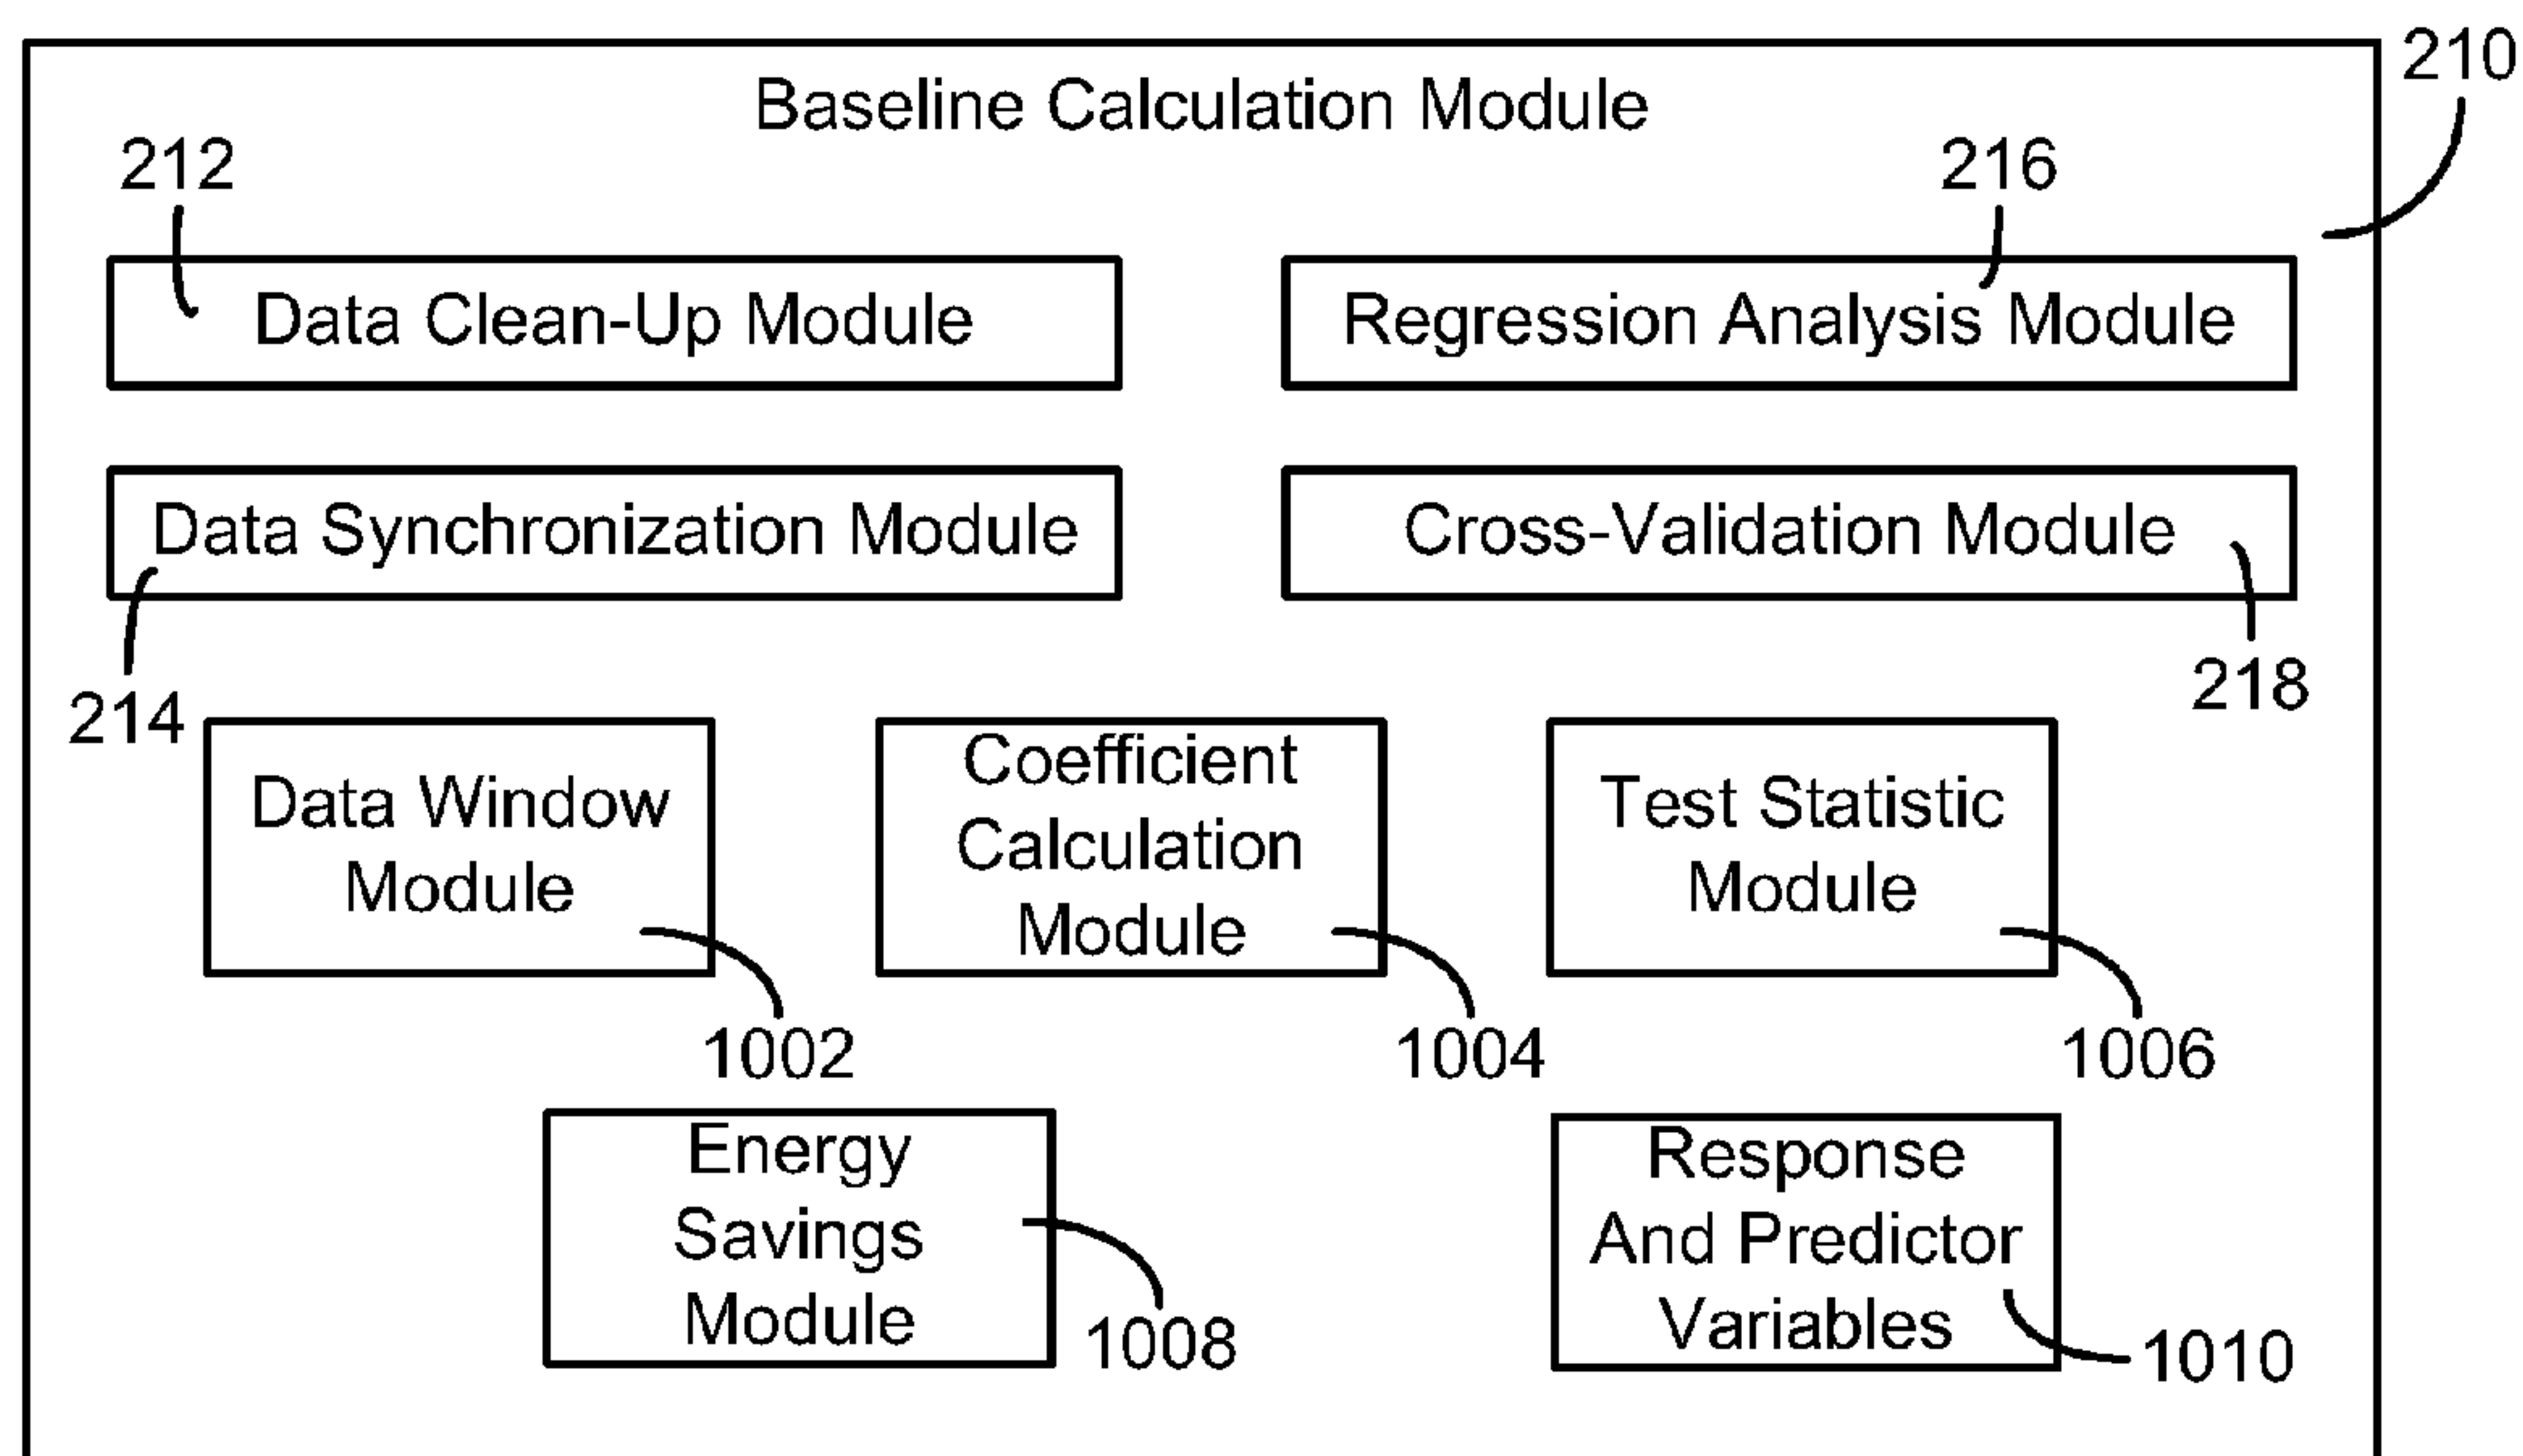 210
Baseline Calculation Module
212
216
Data Clean-Up Module
Regression Analysis Module
Data Synchronization Module
Cross-Validation Module
214
218
Data Window
Module
Coefficient
Calculation
Module
Test Statistic
Module
1002
1004
1006
Energy
Savings
Module
1008
Response
And Predictor
Variables
1010